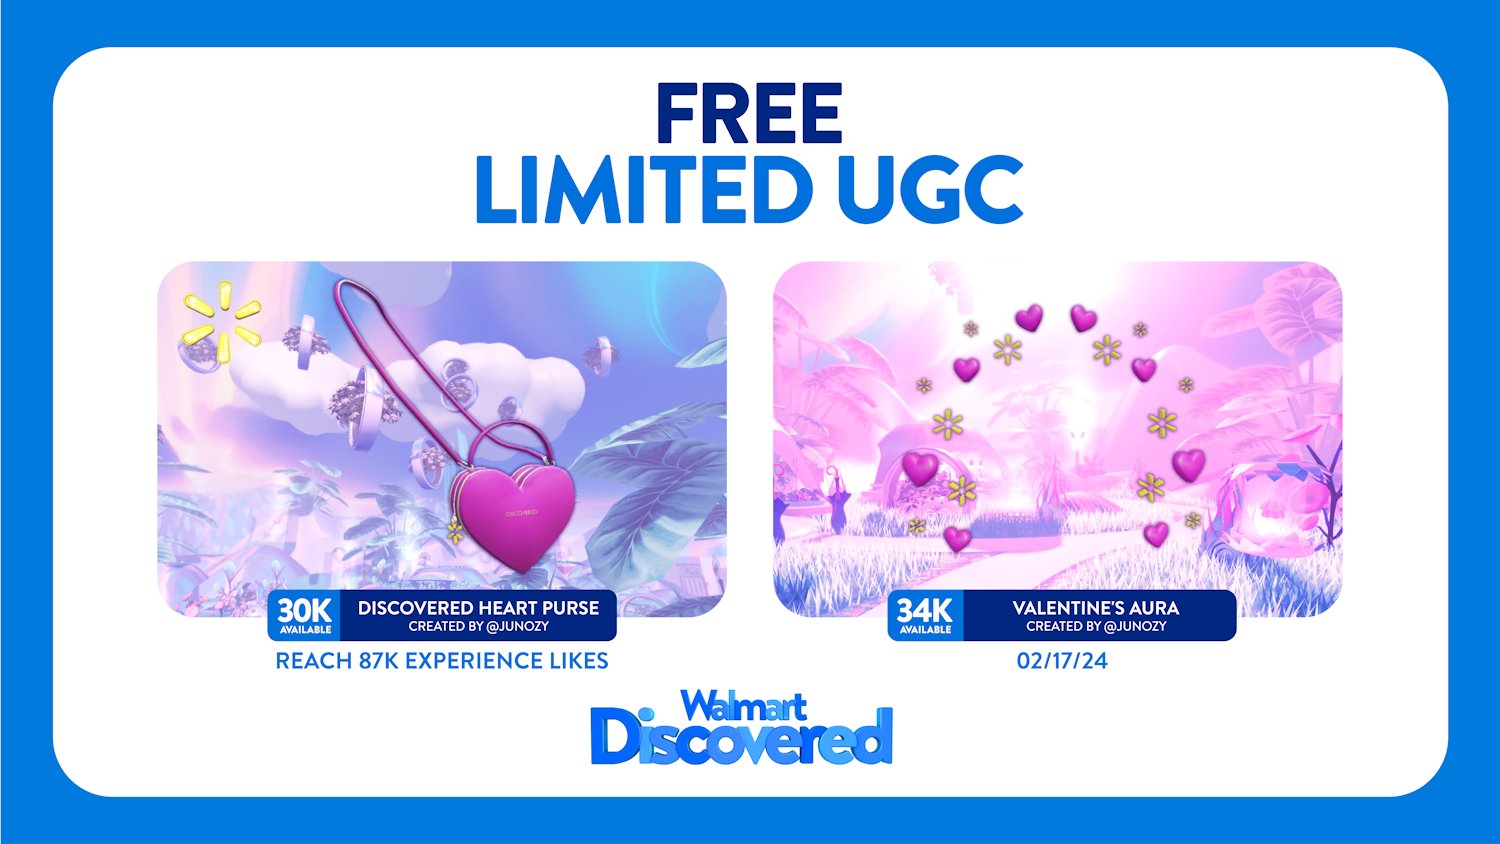 FREE
LIMITED UGC
DISCOVERED
30K
AVAILABLE
DISCOVERED HEART PURSE
CREATED BY @JUNOZY
REACH 87K EXPERIENCE LIKES
34K
AVAILABLE
VALENTINE'S AURA
CREATED BY @JUNOZY
02/17/24
Walmart
Discovered